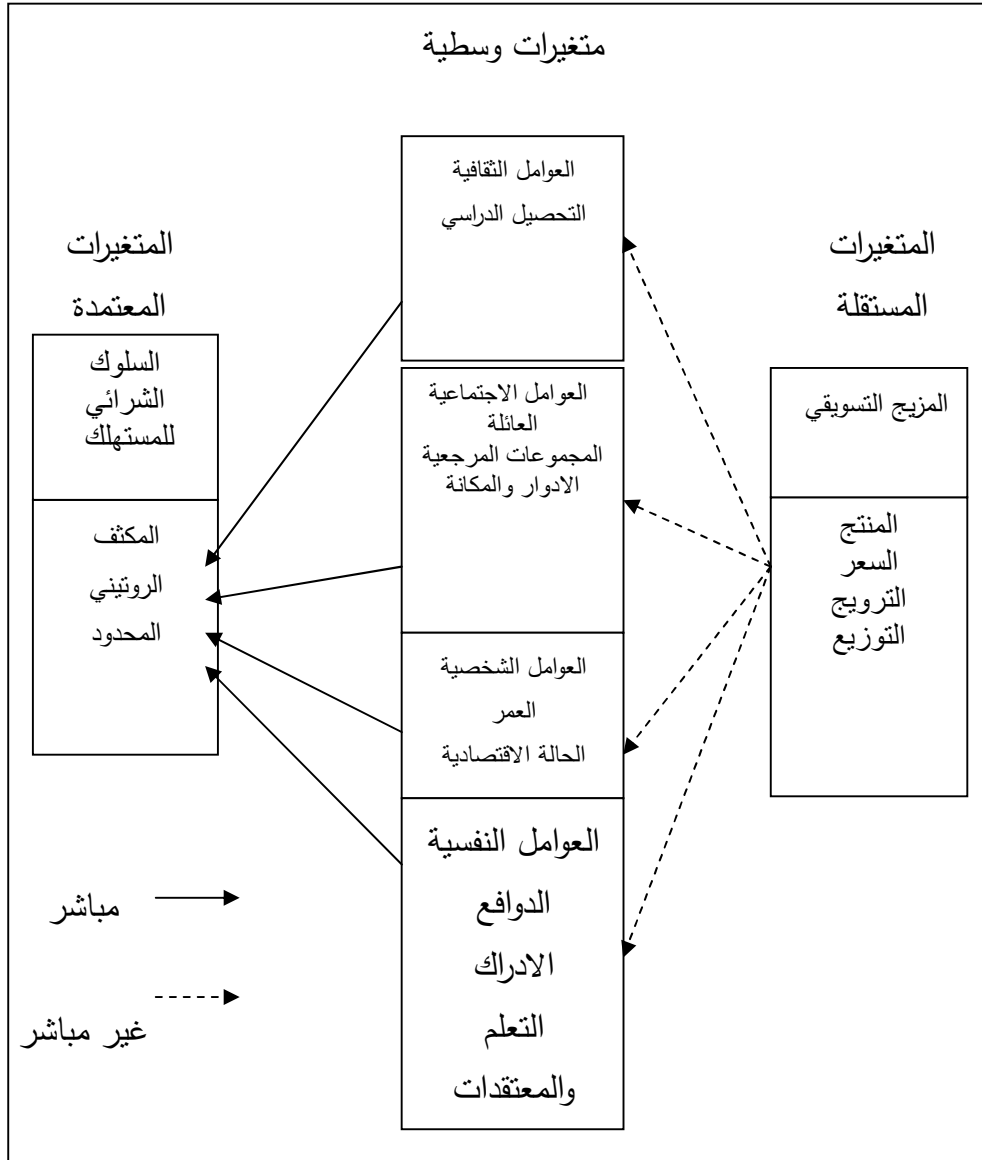 متغيرات وسطية
المتغيرات
المستقلة
المزيج التسويقي
المنتج
السعر
الترويج
التوزيع
العوامل الثقافية
التحصيل الدراسي
العوامل الاجتماعية
العائلة
المجموعات المرجعية
الادوار والمكانة
العوامل الشخصية
العمر
الحالة الاقتصادية
العوامل النفسية
الدوافع
الادراك
التعلم
والمعتقدات
المتغيرات
المعتمدة
السلوك
الشرائي
للمستهلك
المكثف
الروتيني
المحدود
مباشر
غير مباشر